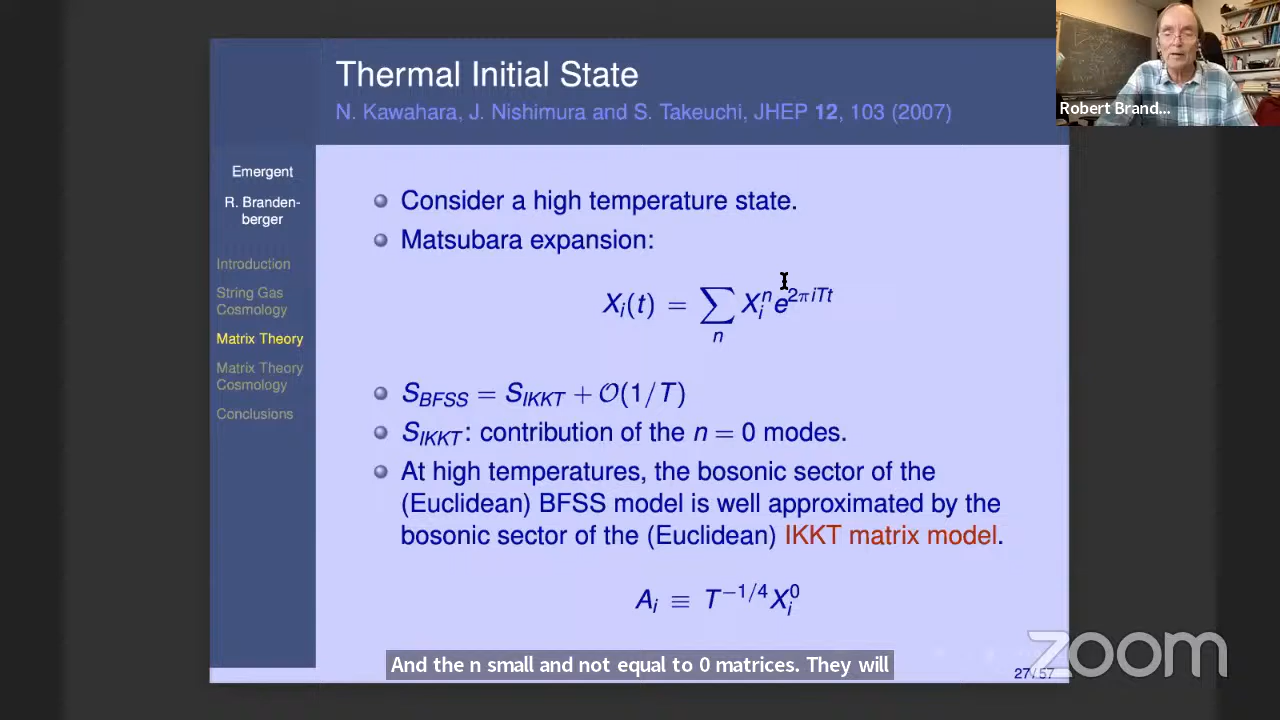 Thermal Initial State
N. Kawahara, J. Nishimura and S. Takeuchi, JHEP 12, 103 (2007)
Robert Brand...
Emergent
R. Branden-
berger
Introduction
String Gas
Cosmology
Matrix Theory
Matrix Theory
Cosmology
Conclusions
Consider a high temperature state.
Matsubara expansion:
X_i(t) = ∑_n X_i^n e^{2πiTt}
S_BFSS = S_IKKT + O(1/T)
S_IKKT: contribution of the n = 0 modes.
At high temperatures, the bosonic sector of the
(Euclidean) BFSS model is well approximated by the
bosonic sector of the (Euclidean) IKKT matrix model.
A_i ≡ T^{−1/4} X_i^0
And the n small and not equal to 0 matrices. They will
27/57
zoom